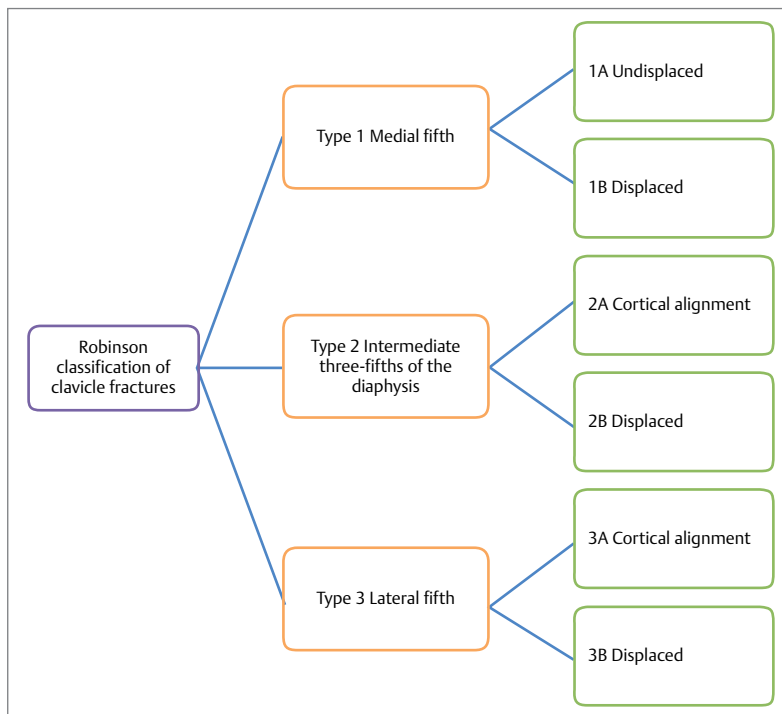 Robinson
classification of
clavicle fractures
Type 1 Medial fifth
1A Undisplaced
1B Displaced
Type 2 Intermediate
three-fifths of the
diaphysis
2A Cortical alignment
2B Displaced
Type 3 Lateral fifth
3A Cortical alignment
3B Displaced